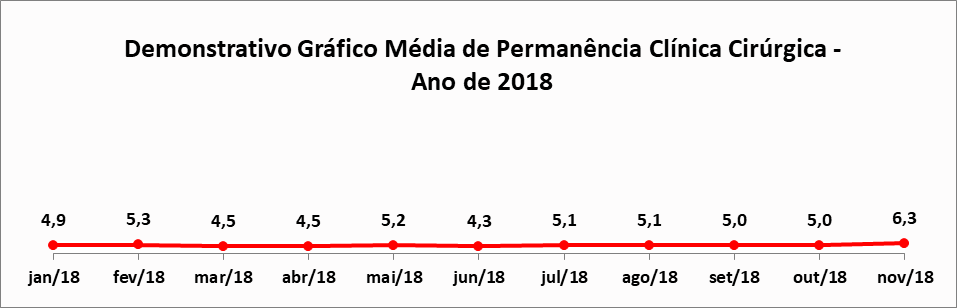 Demonstrativo Gráfico Média de Permanência Clínica Cirúrgica -
Ano de 2018
4,9 5,3 4,5 4,5 5,2 4,3 5,1 5,1 5,0 5,0 6,3
jan/18 fev/18 mar/18 abr/18 mai/18 jun/18 jul/18 ago/18 set/18 out/18 nov/18